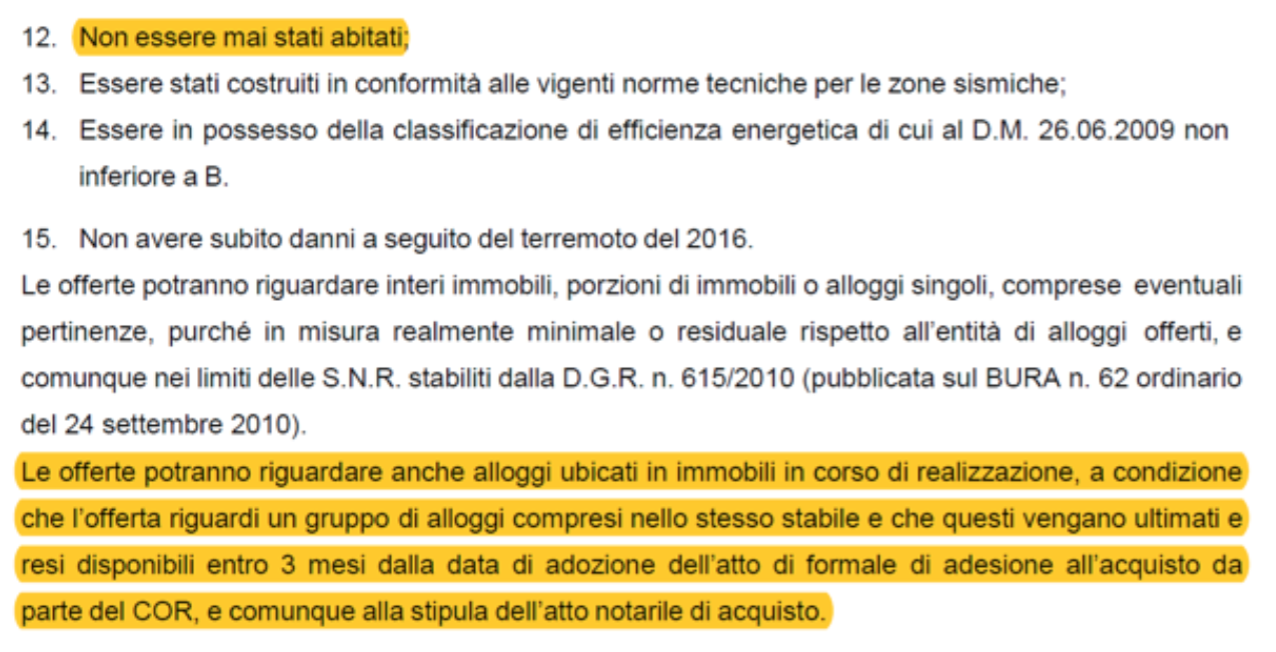 12. Non essere mai stati abitati;
13. Essere stati costruiti in conformità alle vigenti norme tecniche per le zone sismiche;
14. Essere in possesso della classificazione di efficienza energetica di cui al D.M. 26.06.2009 non
inferiore a B.
15. Non avere subito danni a seguito del terremoto del 2016.
Le offerte potranno riguardare interi immobili, porzioni di immobili o alloggi singoli, comprese eventuali
pertinenze, purché in misura realmente minimale o residuale rispetto all'entità di alloggi offerti, e
comunque nei limiti delle S.N.R. stabiliti dalla D.G.R. n. 615/2010 (pubblicata sul BURA n. 62 ordinario
del 24 settembre 2010).
Le offerte potranno riguardare anche alloggi ubicati in immobili in corso di realizzazione, a condizione
che l'offerta riguardi un gruppo di alloggi compresi nello stesso stabile e che questi vengano ultimati e
resi disponibili entro 3 mesi dalla data di adozione dell'atto di formale di adesione all'acquisto da
parte del COR, e comunque alla stipula dell'atto notarile di acquisto.